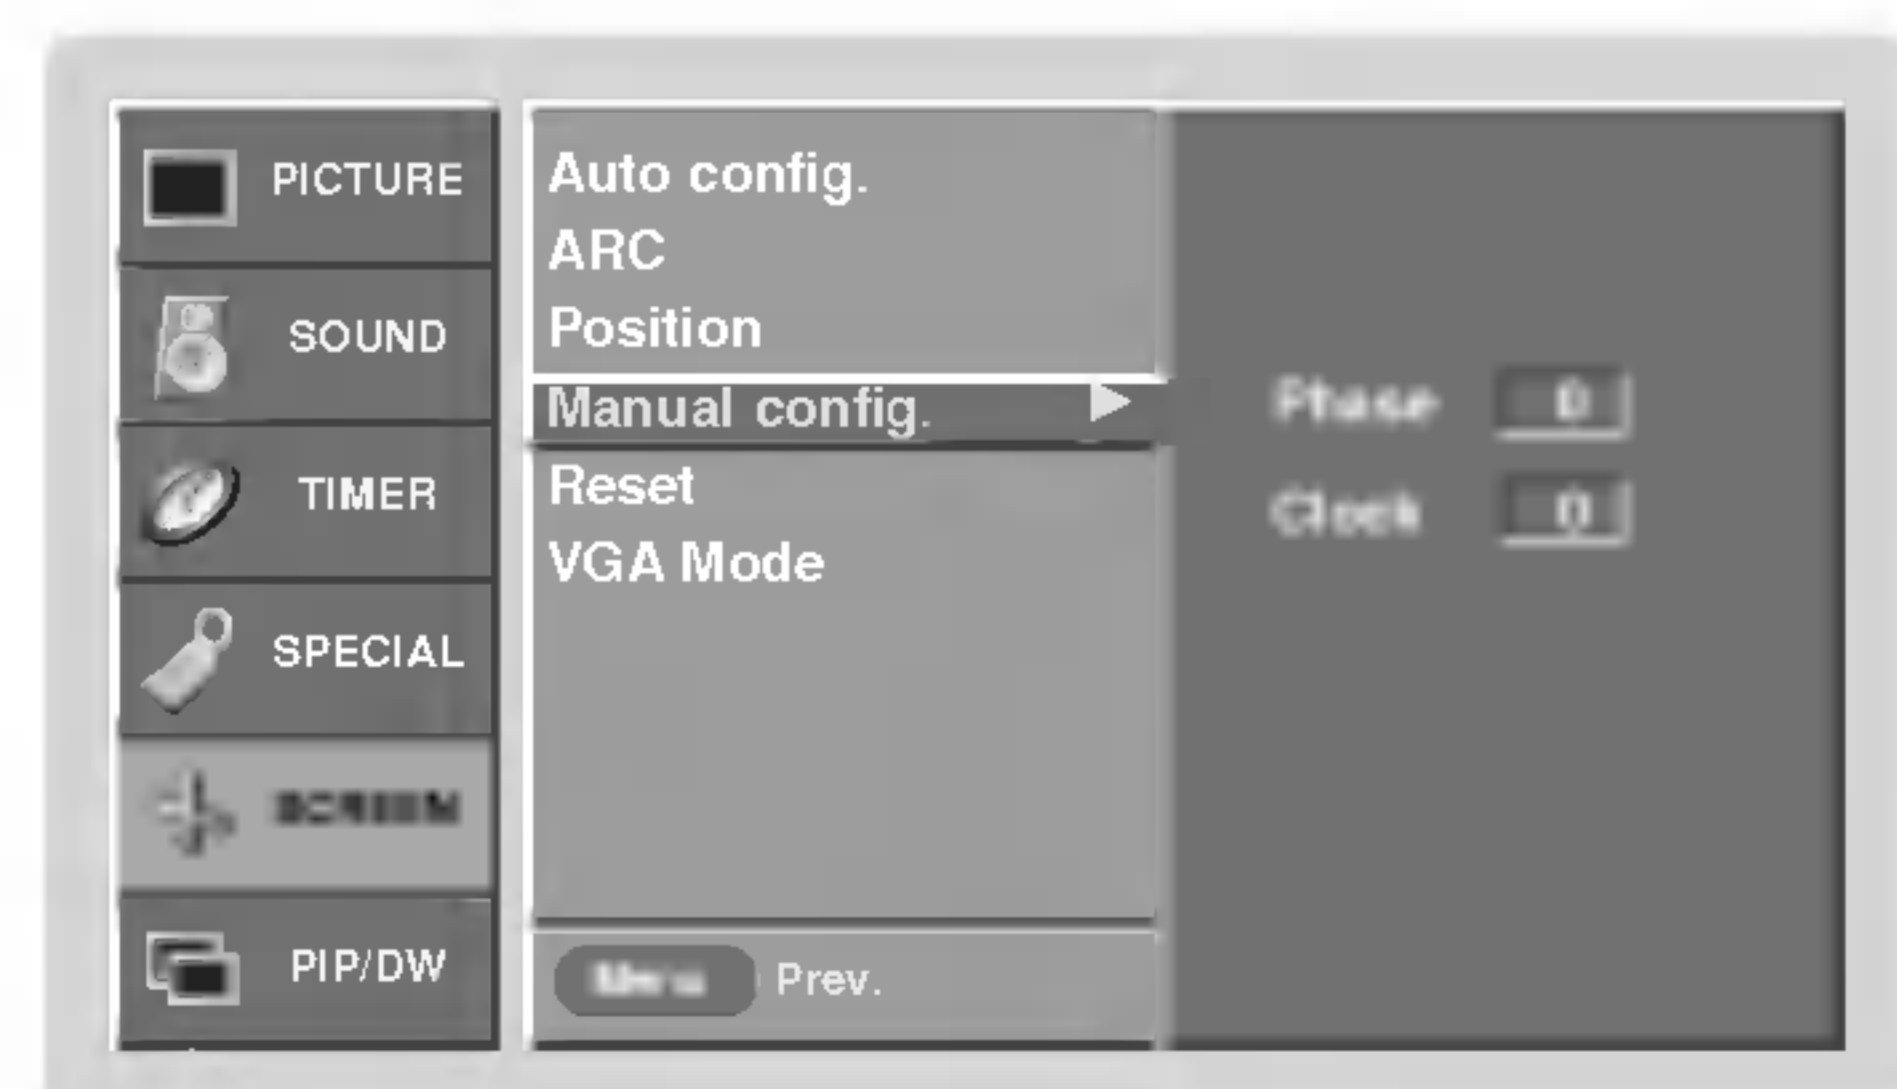 PICTURE
SOUND
TIMER
SPECIAL
SCREEN
PIP/DW
Auto config.
ARC
Position
Manual config.
Reset
VGA Mode
Menu Prev.
Phase 0
Clock 0